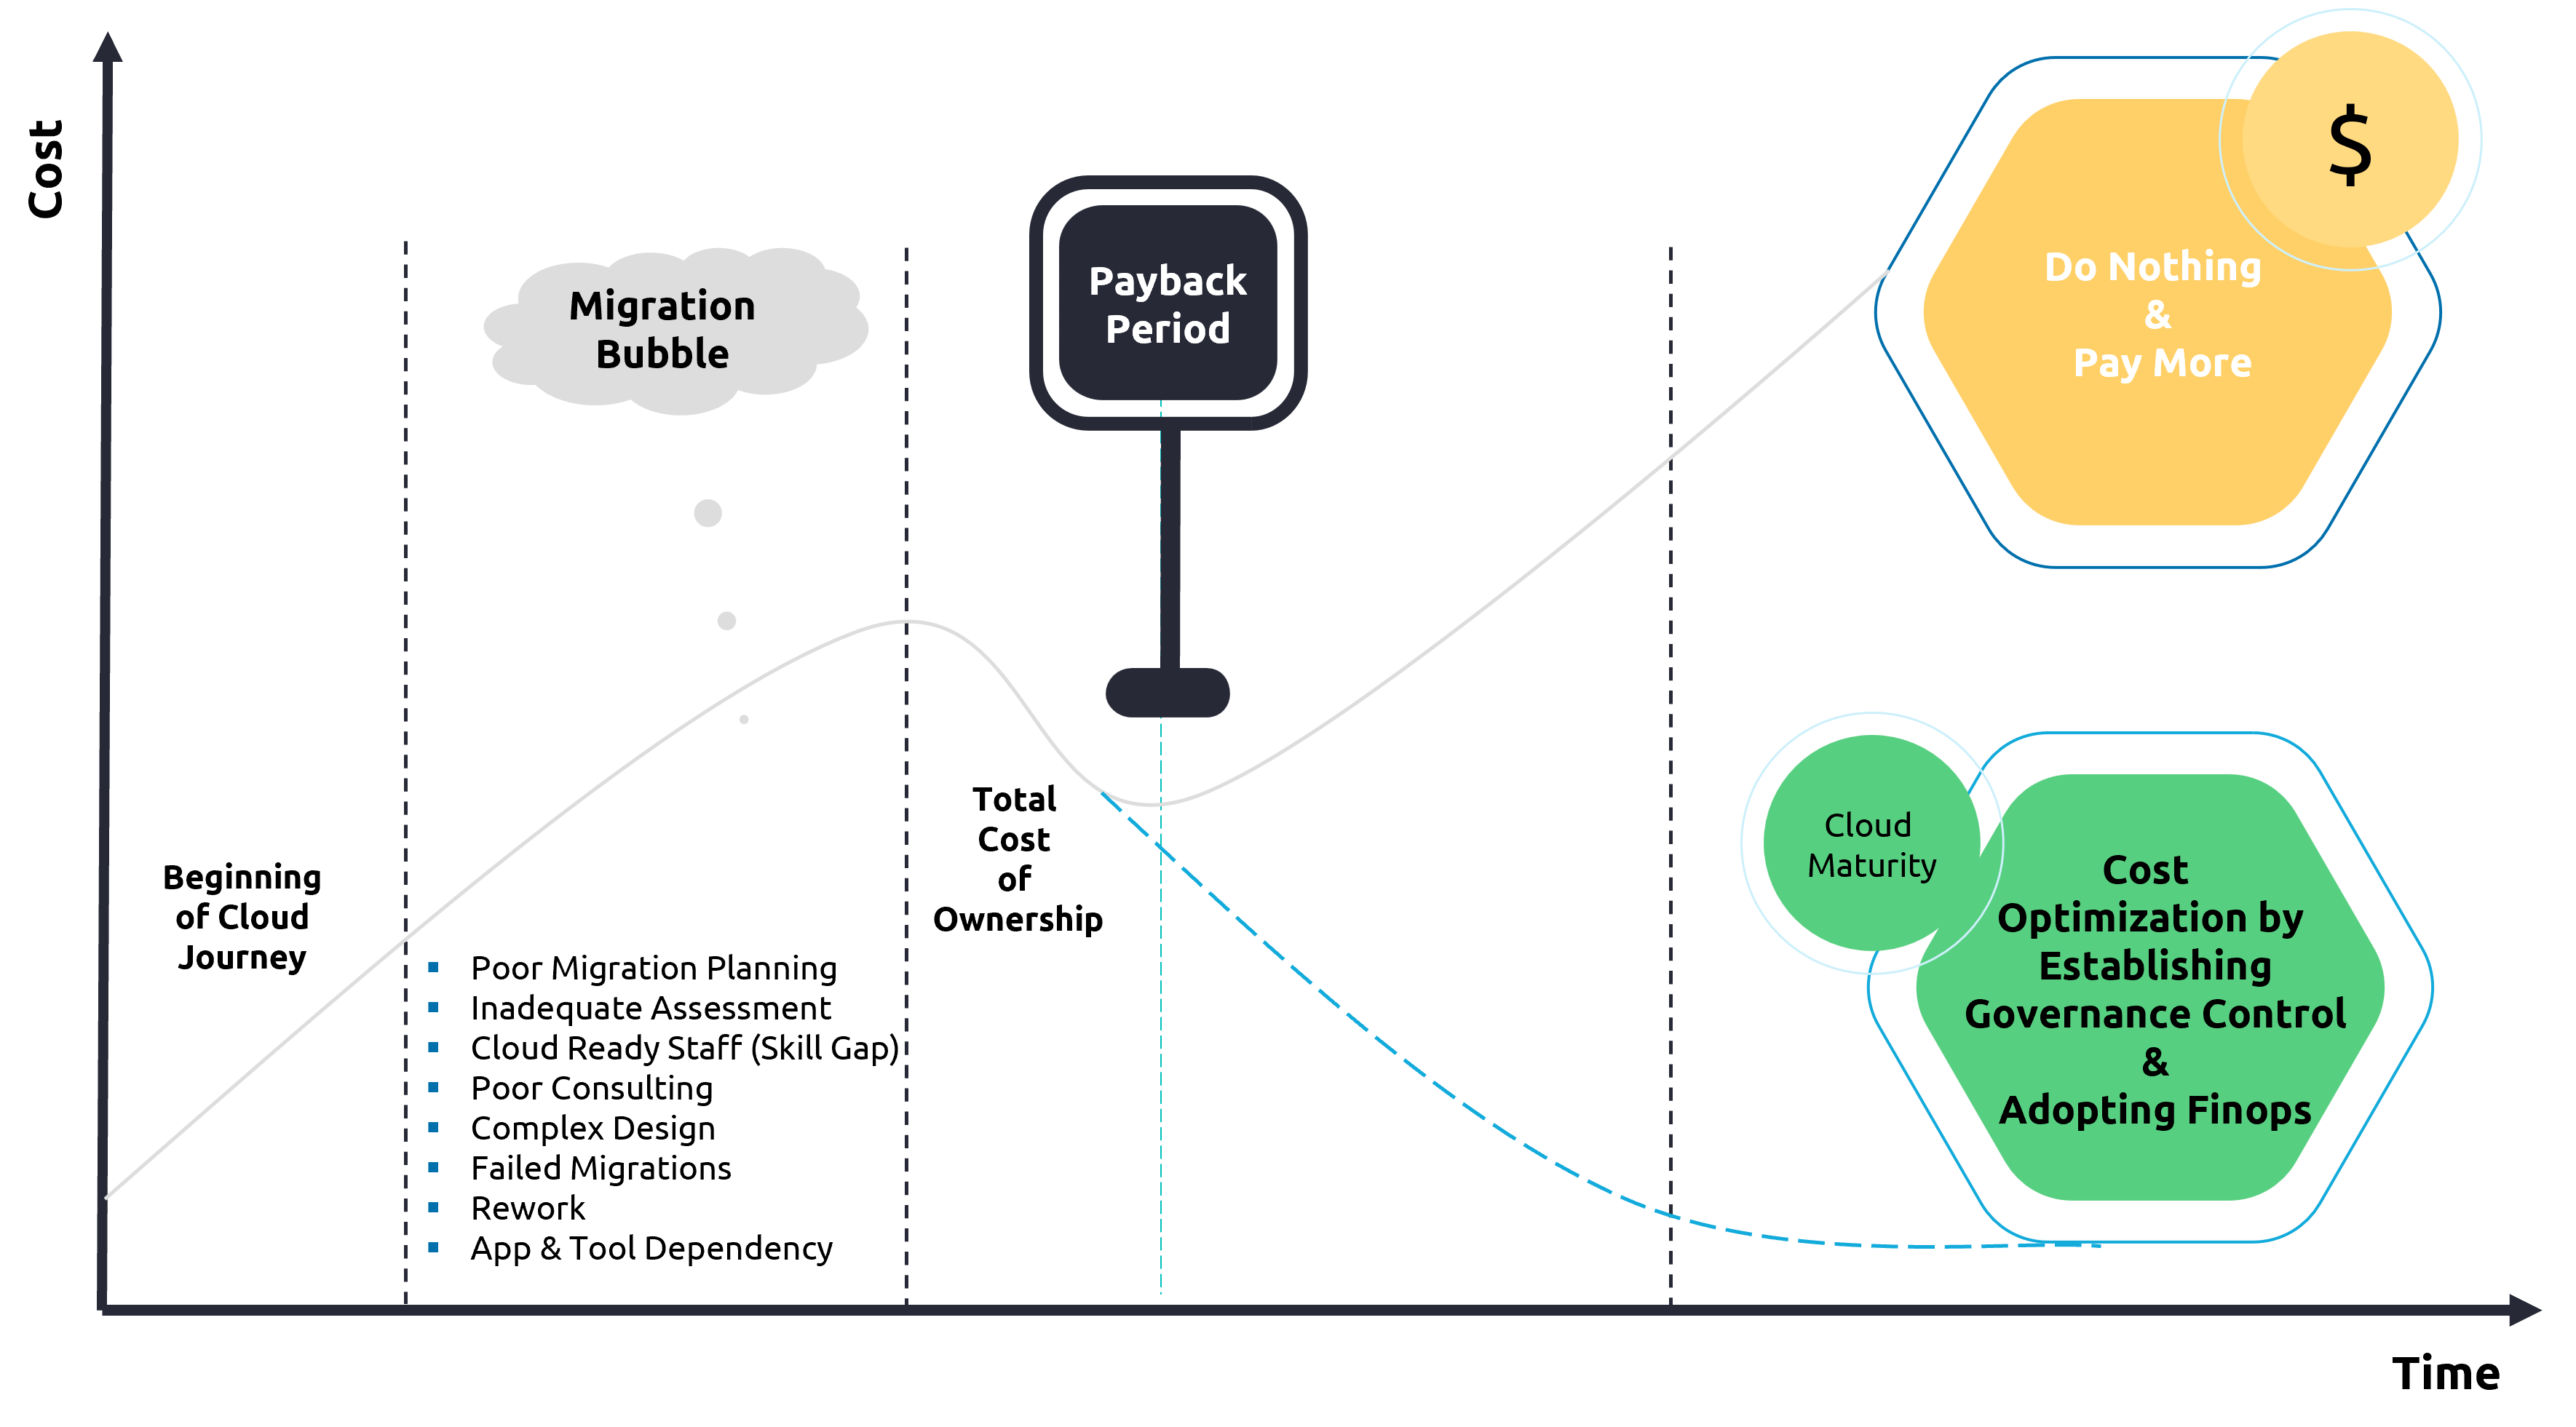 Cost
Migration
Bubble
Payback
Period
$
Do Nothing
&
Pay More
Beginning
of Cloud
Journey
▪ Poor Migration Planning
▪ Inadequate Assessment
▪ Cloud Ready Staff (Skill Gap)
▪ Poor Consulting
▪ Complex Design
▪ Failed Migrations
▪ Rework
▪ App & Tool Dependency
Total
Cost
of
Ownership
Cloud
Maturity
Cost
Optimization by
Establishing
Governance Control
&
Adopting Finops
Time